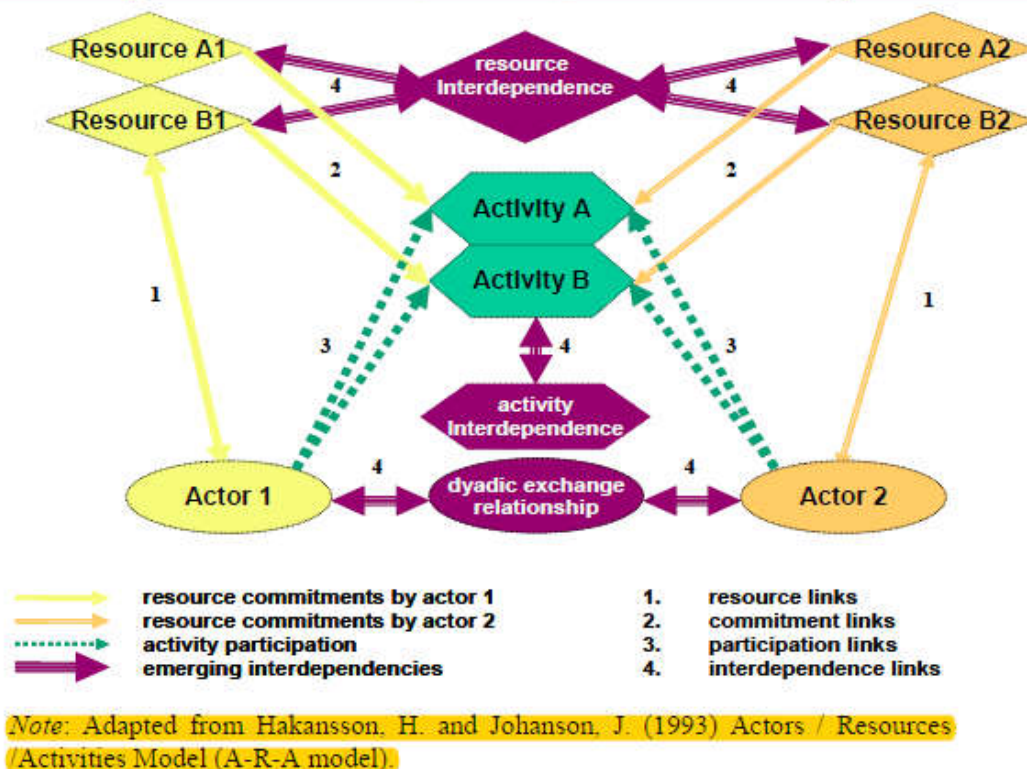 Resource A1
resource
Interdependence
Resource A2
4
4
Resource B1
Resource B2
2
2
Activity A
Activity B
1
1
3
3
4
activity
Interdependence
4
4
Actor 1
dyadic exchange
relationship
Actor 2
resource commitments by actor 1
resource commitments by actor 2
activity participation
emerging interdependencies
1. resource links
2. commitment links
3. participation links
4. interdependence links
Note: Adapted from Hakansson, H. and Johanson, J. (1993) Actors / Resources
/Activities Model (A-R-A model).